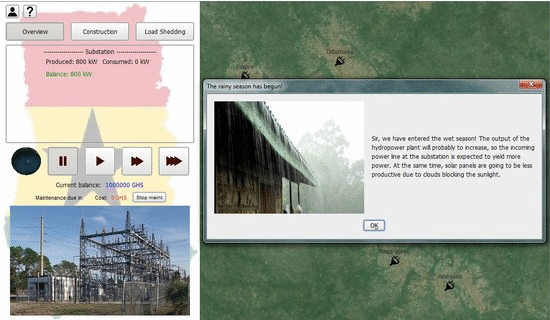 ?
Overview Construction Load Shedding
Substation
Produced: 800 kW Consumed: 0 kW
Balance: 800 kW
Current balance: 1000000 GHS
Maintenance due in: Cost: 0 GHS Stop maint
The rainy season has begun!
Sir, we have entered the wet season! The output of the
hydropower plant will probably to increase, so the incoming
power line at the substation is expected to yield more
power. At the same time, solar panels are going to be less
productive due to clouds blocking the sunlight.
OK